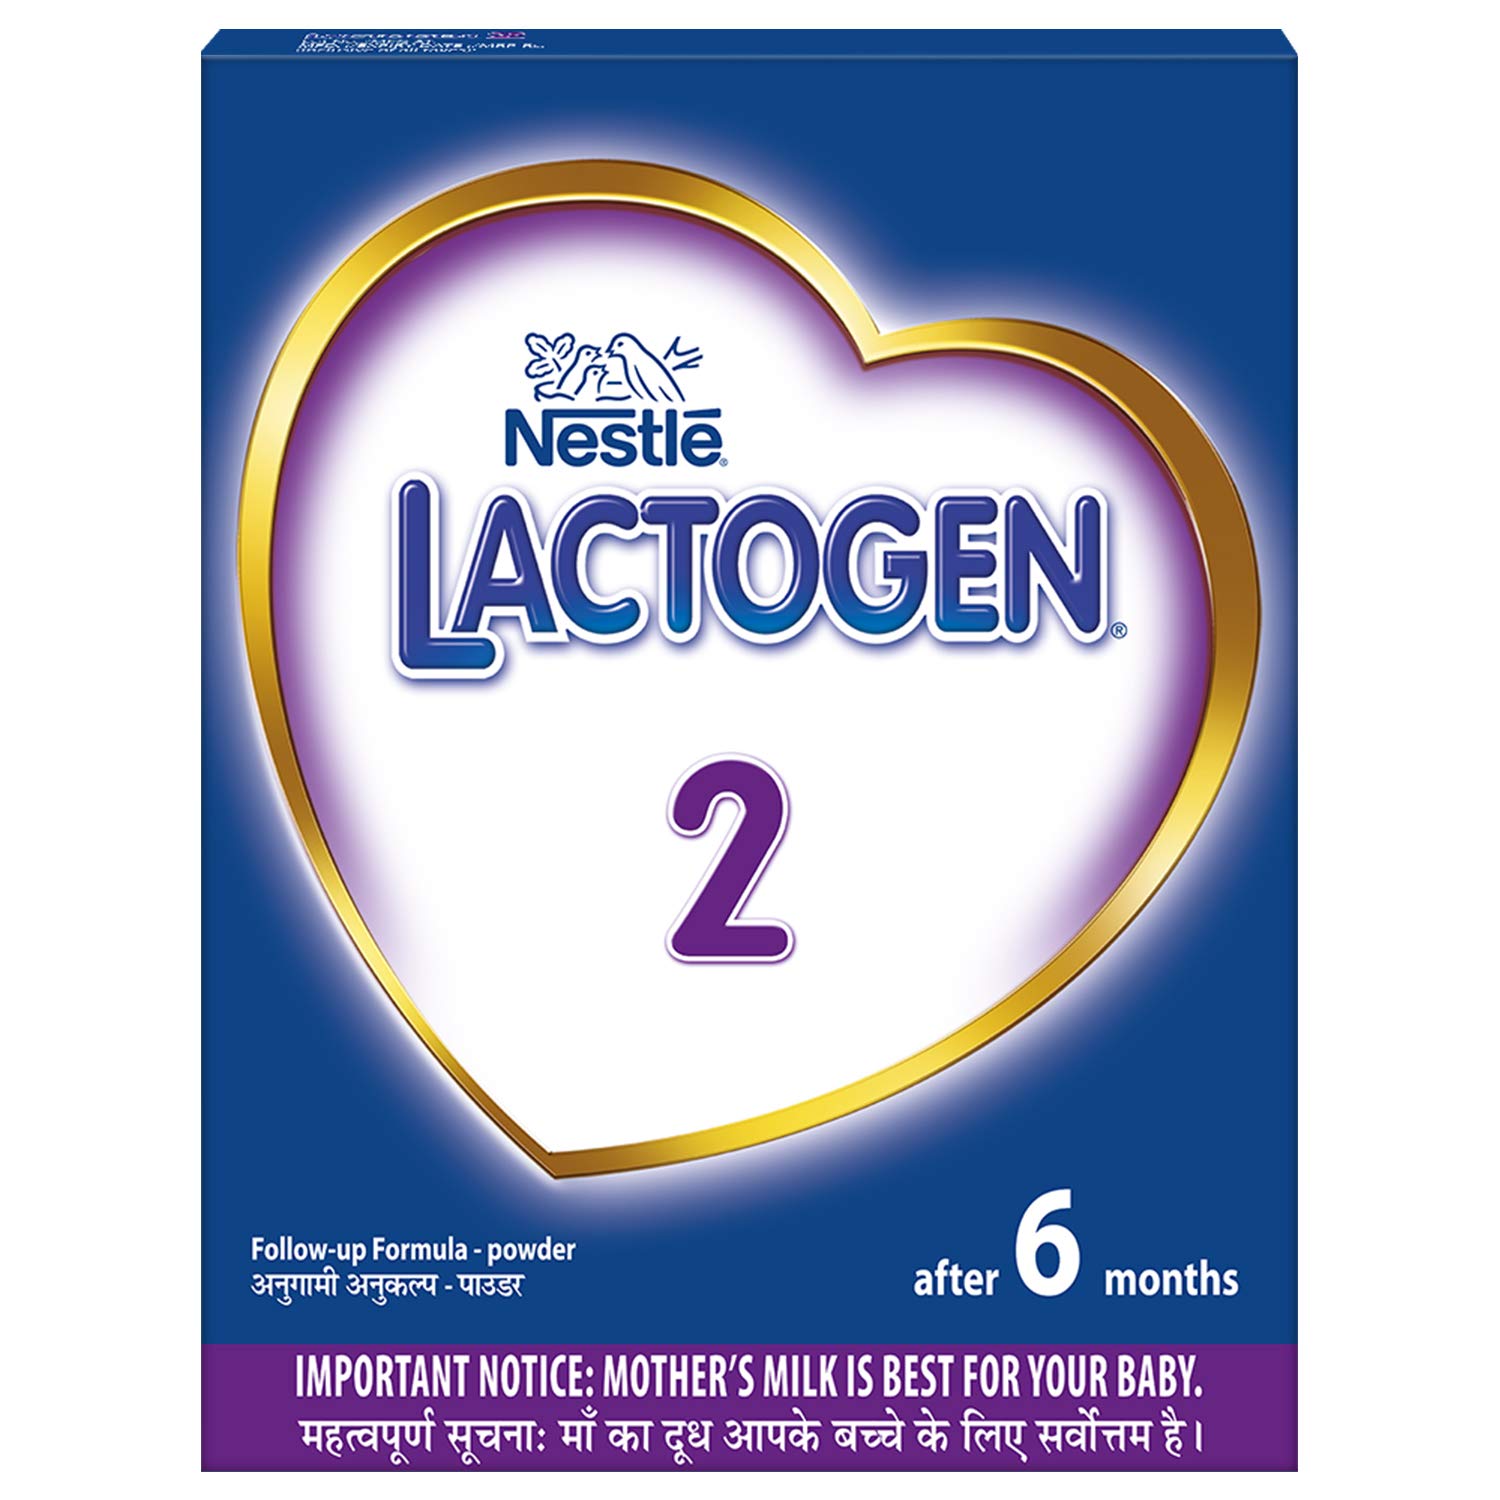 Nestlé®
LACTOGEN®
2
Follow-up Formula - powder
अनुगामी अनुकल्प - पाउडर
after 6 months
IMPORTANT NOTICE: MOTHER'S MILK IS BEST FOR YOUR BABY.
महत्वपूर्ण सूचना: माँ का दूध आपके बच्चे के लिए सर्वोत्तम है।